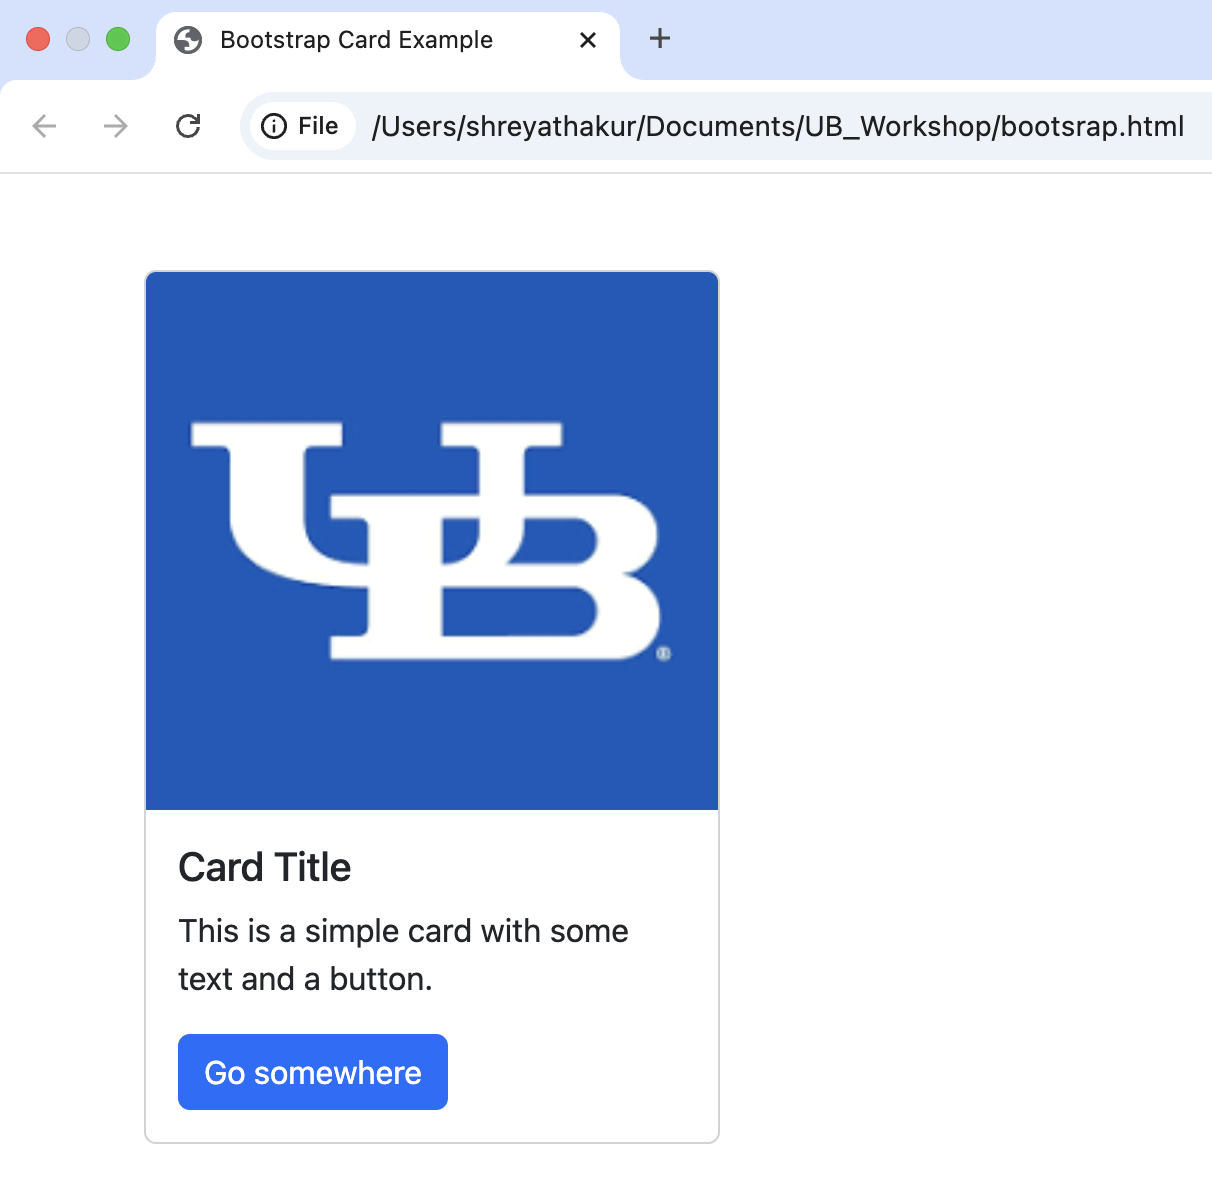 Bootstrap Card Example
File
/Users/shreyathakur/Documents/UB_Workshop/bootsrap.html
UB
®
Card Title
This is a simple card with some
text and a button.
Go somewhere